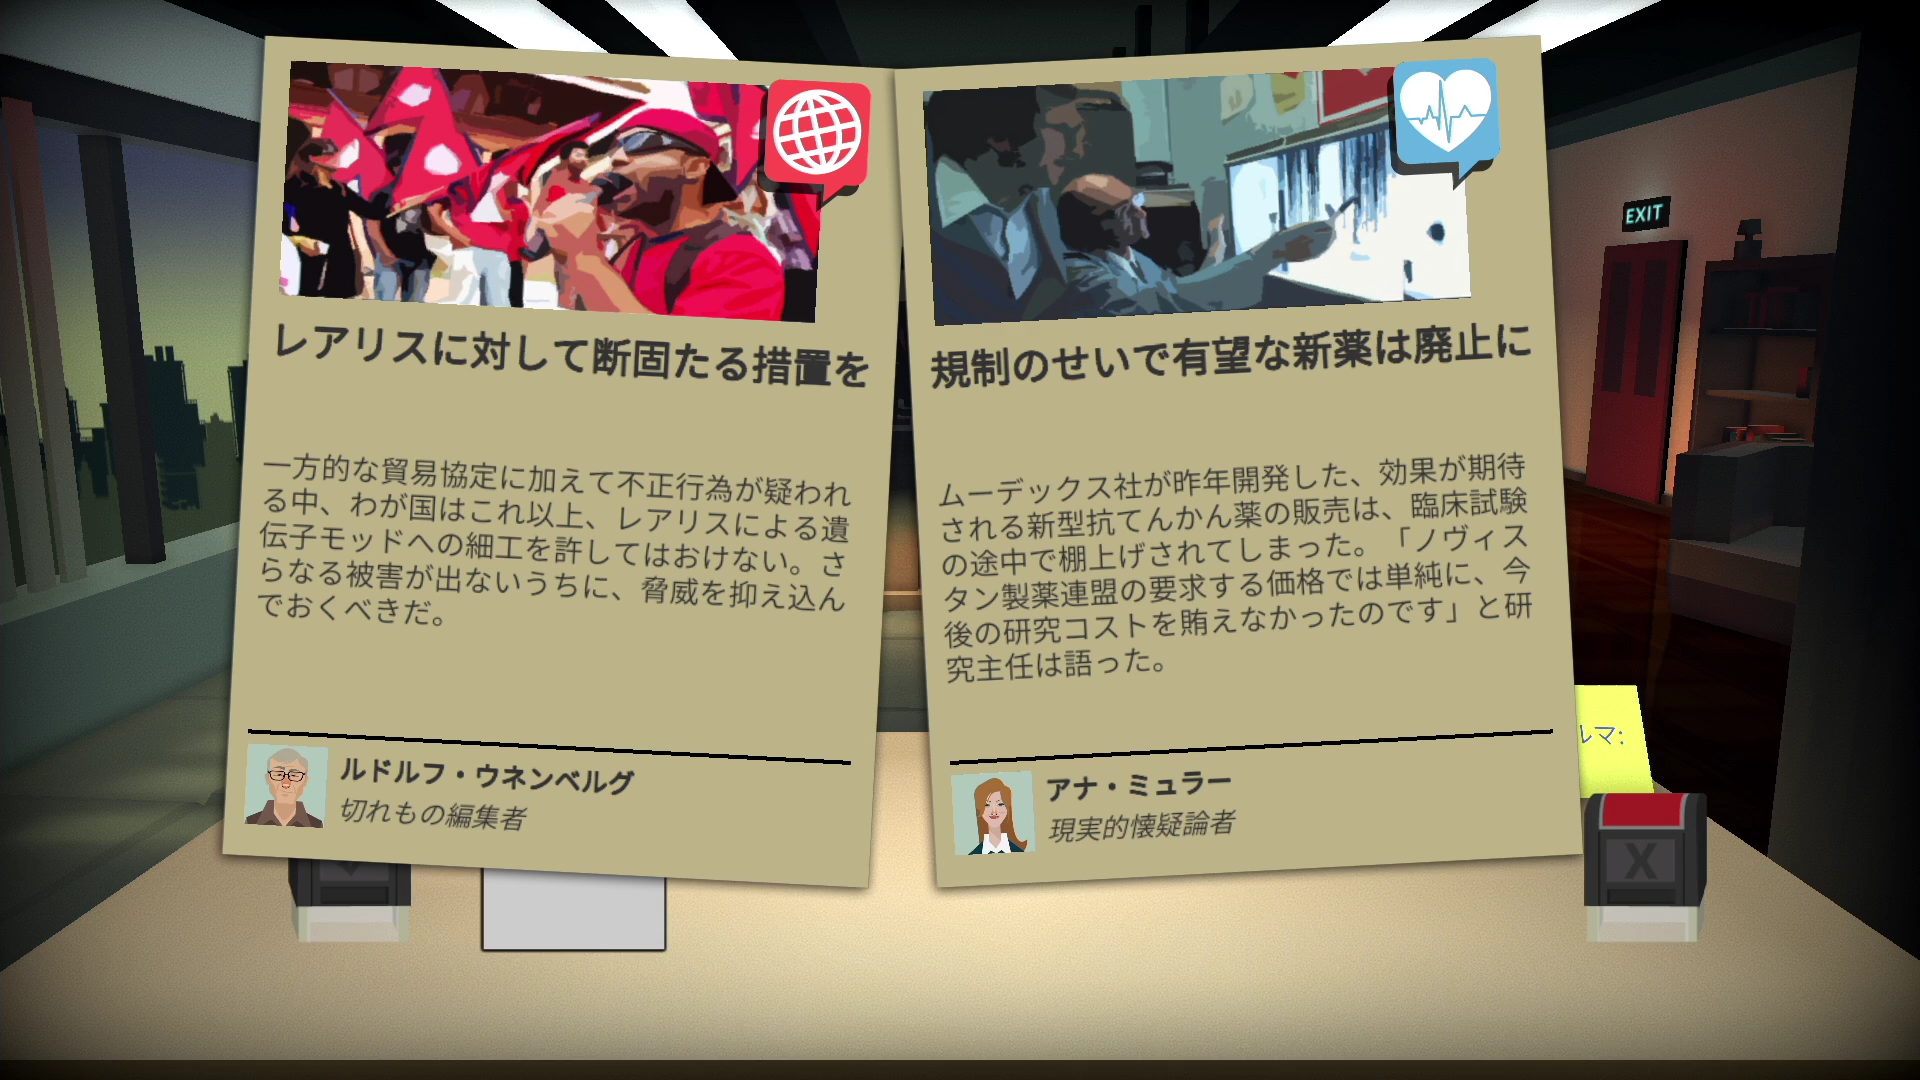 レアリスに対して断固たる措置を
一方的な貿易協定に加えて不正行為が疑われ
る中、わが国はこれ以上、レアリスによる遺
伝子モッドへの細工を許してはおけない。さ
らなる被害が出ないうちに、脅威を抑え込ん
でおくべきだ。
ルドルフ・ウネンベルグ
切れもの編集者
規制のせいで有望な新薬は廃止に
ムーデックス社が昨年開発した、効果が期待
される新型抗てんかん薬の販売は、臨床試験
の途中で棚上げされてしまった。「ノヴィス
タン製薬連盟の要求する価格では単純に、今
後の研究コストを賄えなかったのです」と研
究主任は語った。
アナ・ミュラー
現実的懐疑論者
EXIT
ルマ:
X